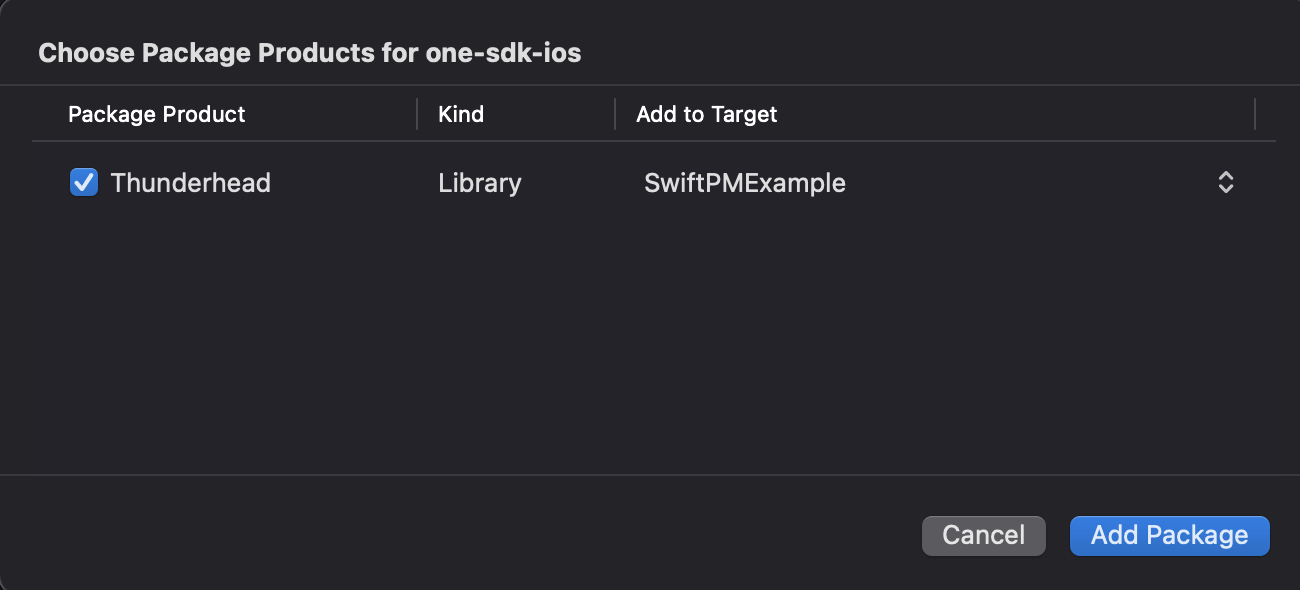 Choose Package Products for one-sdk-ios
Package Product Kind Add to Target
Thunderhead Library SwiftPMExample
Cancel Add Package